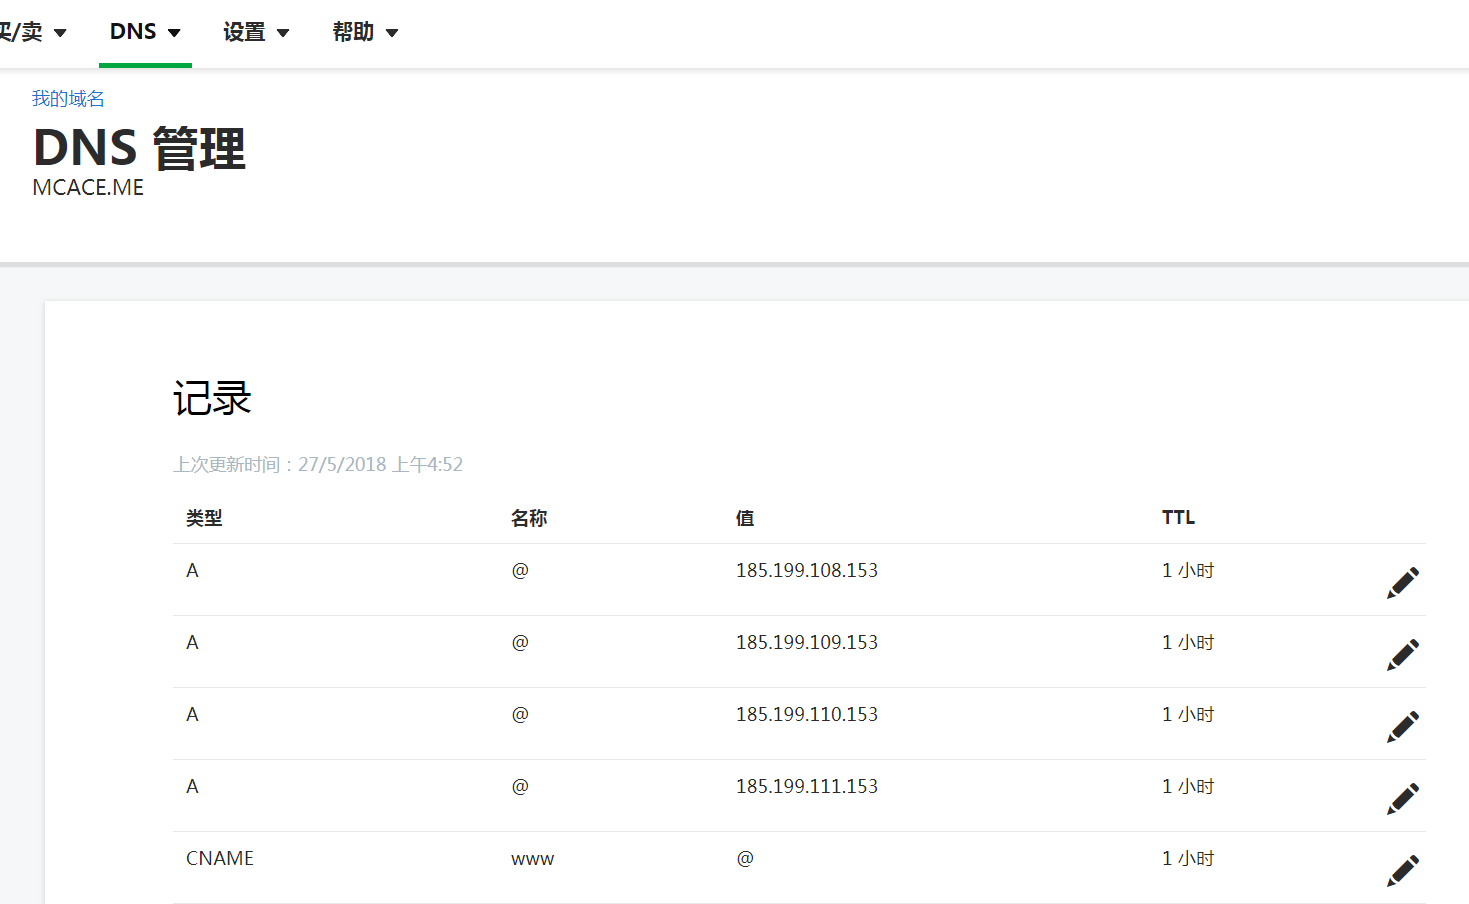 买/卖 DNS 设置 帮助
我的域名
DNS 管理
MCACE.ME
记录
上次更新时间：27/5/2018 上午4:52
类型 名称 值 TTL
A @ 185.199.108.153 1 小时
A @ 185.199.109.153 1 小时
A @ 185.199.110.153 1 小时
A @ 185.199.111.153 1 小时
CNAME www @ 1 小时